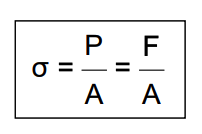 σ = P/A = F/A